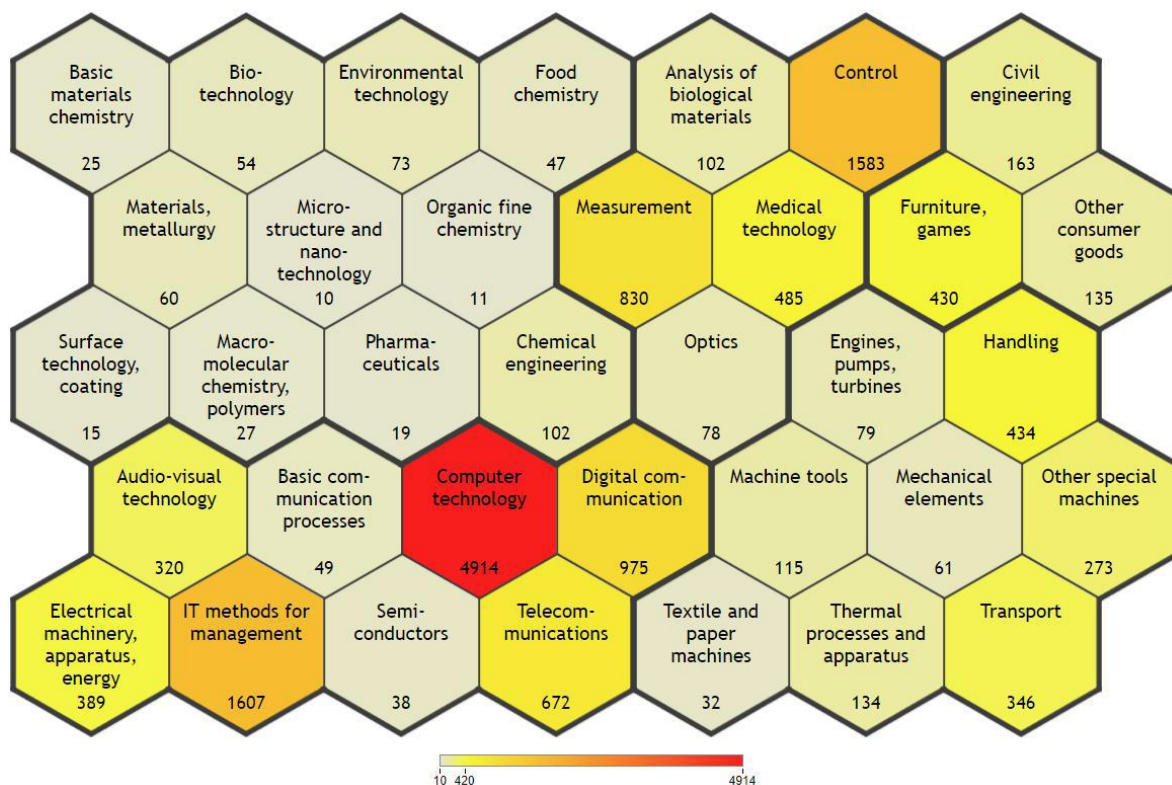 Basic
materials
chemistry
25
Bio-
technology
54
Environmental
technology
73
Food
chemistry
47
Analysis of
biological
materials
102
Control
1583
Civil
engineering
163
Materials,
metallurgy
60
Micro-
structure and
nano-
technology
10
Organic fine
chemistry
11
Measurement
830
Medical
technology
485
Furniture,
games
430
Other
consumer
goods
135
Surface
technology,
coating
15
Macro-
molecular
chemistry,
polymers
27
Pharma-
ceuticals
19
Chemical
engineering
102
Optics
78
Engines,
pumps,
turbines
79
Handling
434
Audio-visual
technology
320
Basic com-
munication
processes
49
Computer
technology
4914
Digital com-
munication
975
Machine tools
115
Mechanical
elements
61
Other special
machines
273
Electrical
machinery,
apparatus,
energy
389
IT methods for
management
1607
Semi-
conductors
38
Telecom-
munications
672
Textile and
paper
machines
32
Thermal
processes and
apparatus
134
Transport
346
10 420 4914